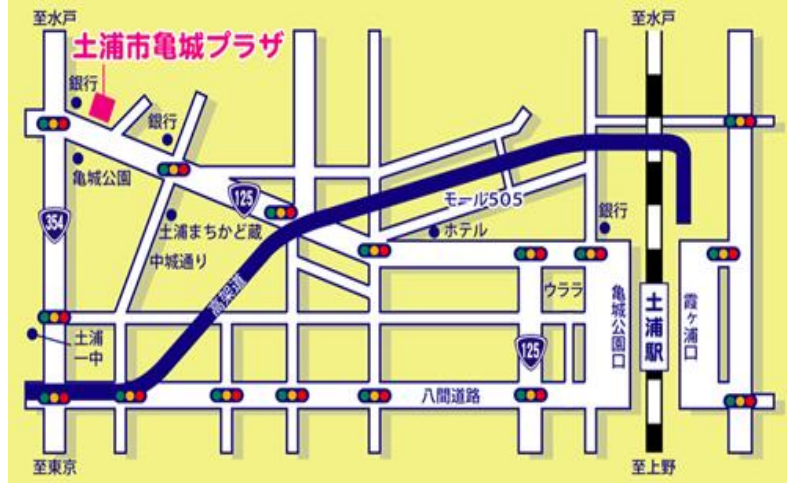 至水戸
至水戸
土浦市亀城プラザ
銀行
銀行
亀城公園
125
354
土浦まちかど蔵
中城通り
モール505
ホテル
銀行
高架道
ウララ
亀城公園口
土浦駅
霞ヶ浦口
土浦
一中
125
八間道路
至東京
至上野